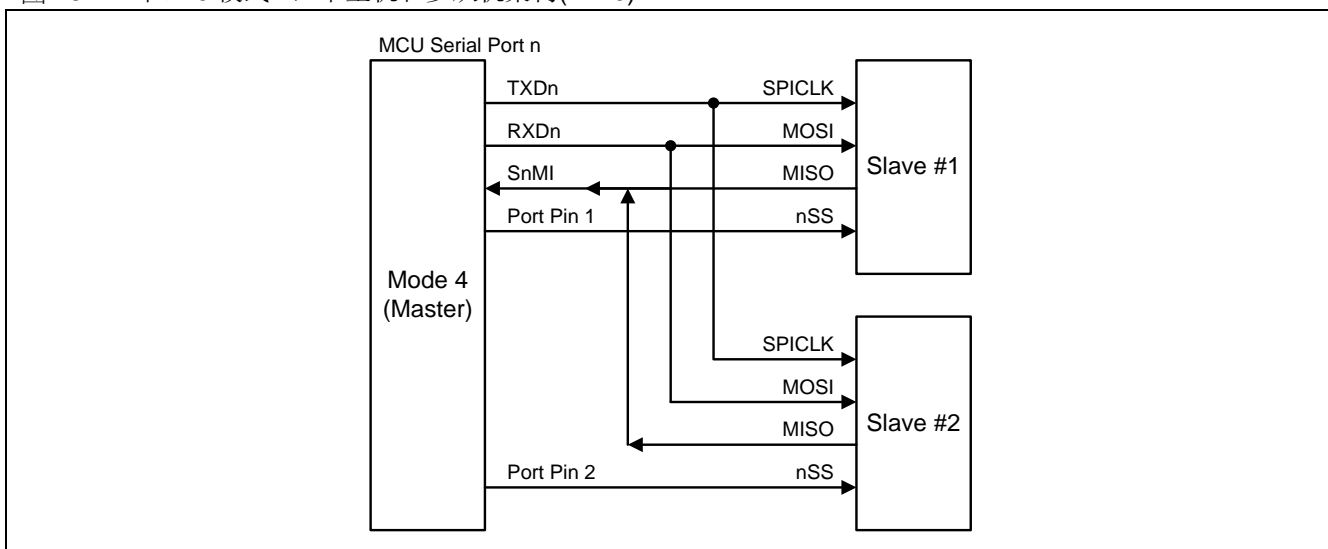 MCU Serial Port n
TXDn SPICLK
RXDn MOSI
SnMI MISO
Port Pin 1 nSS
Slave #1
Mode 4
(Master)
SPICLK
MOSI
MISO
Port Pin 2 nSS
Slave #2